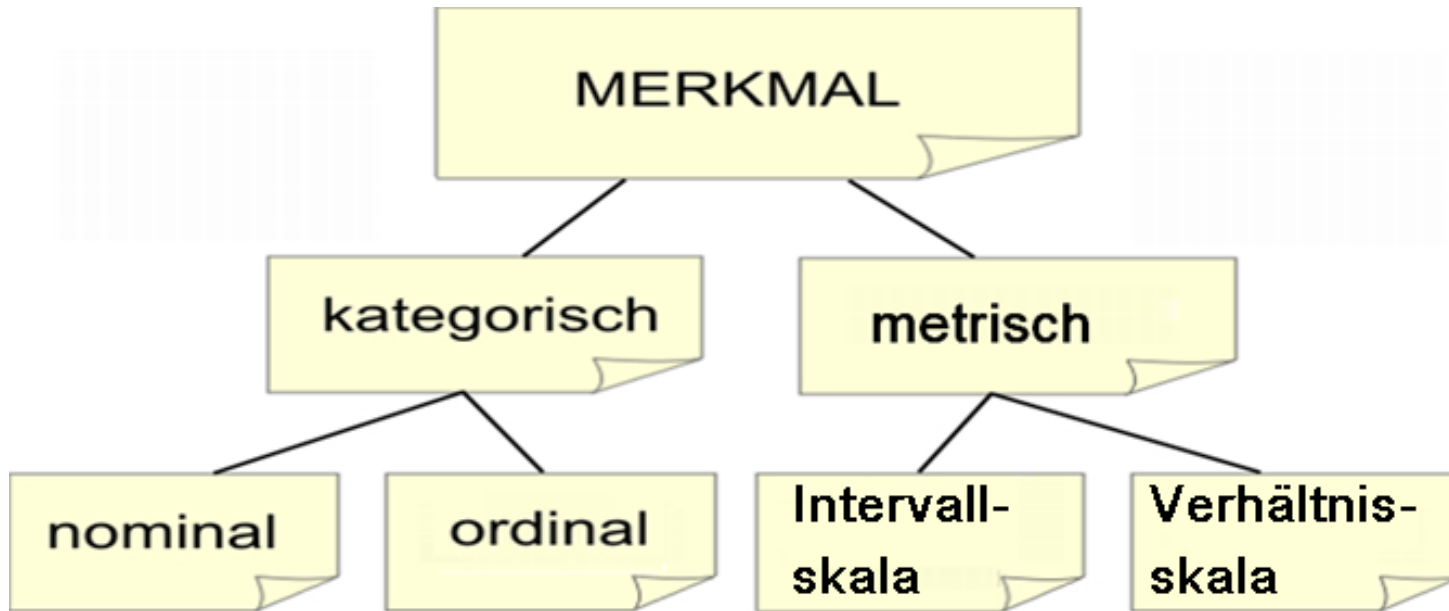 MERKMAL
kategorisch
metrisch
nominal
ordinal
Intervall-
skala
Verhältnis-
skala